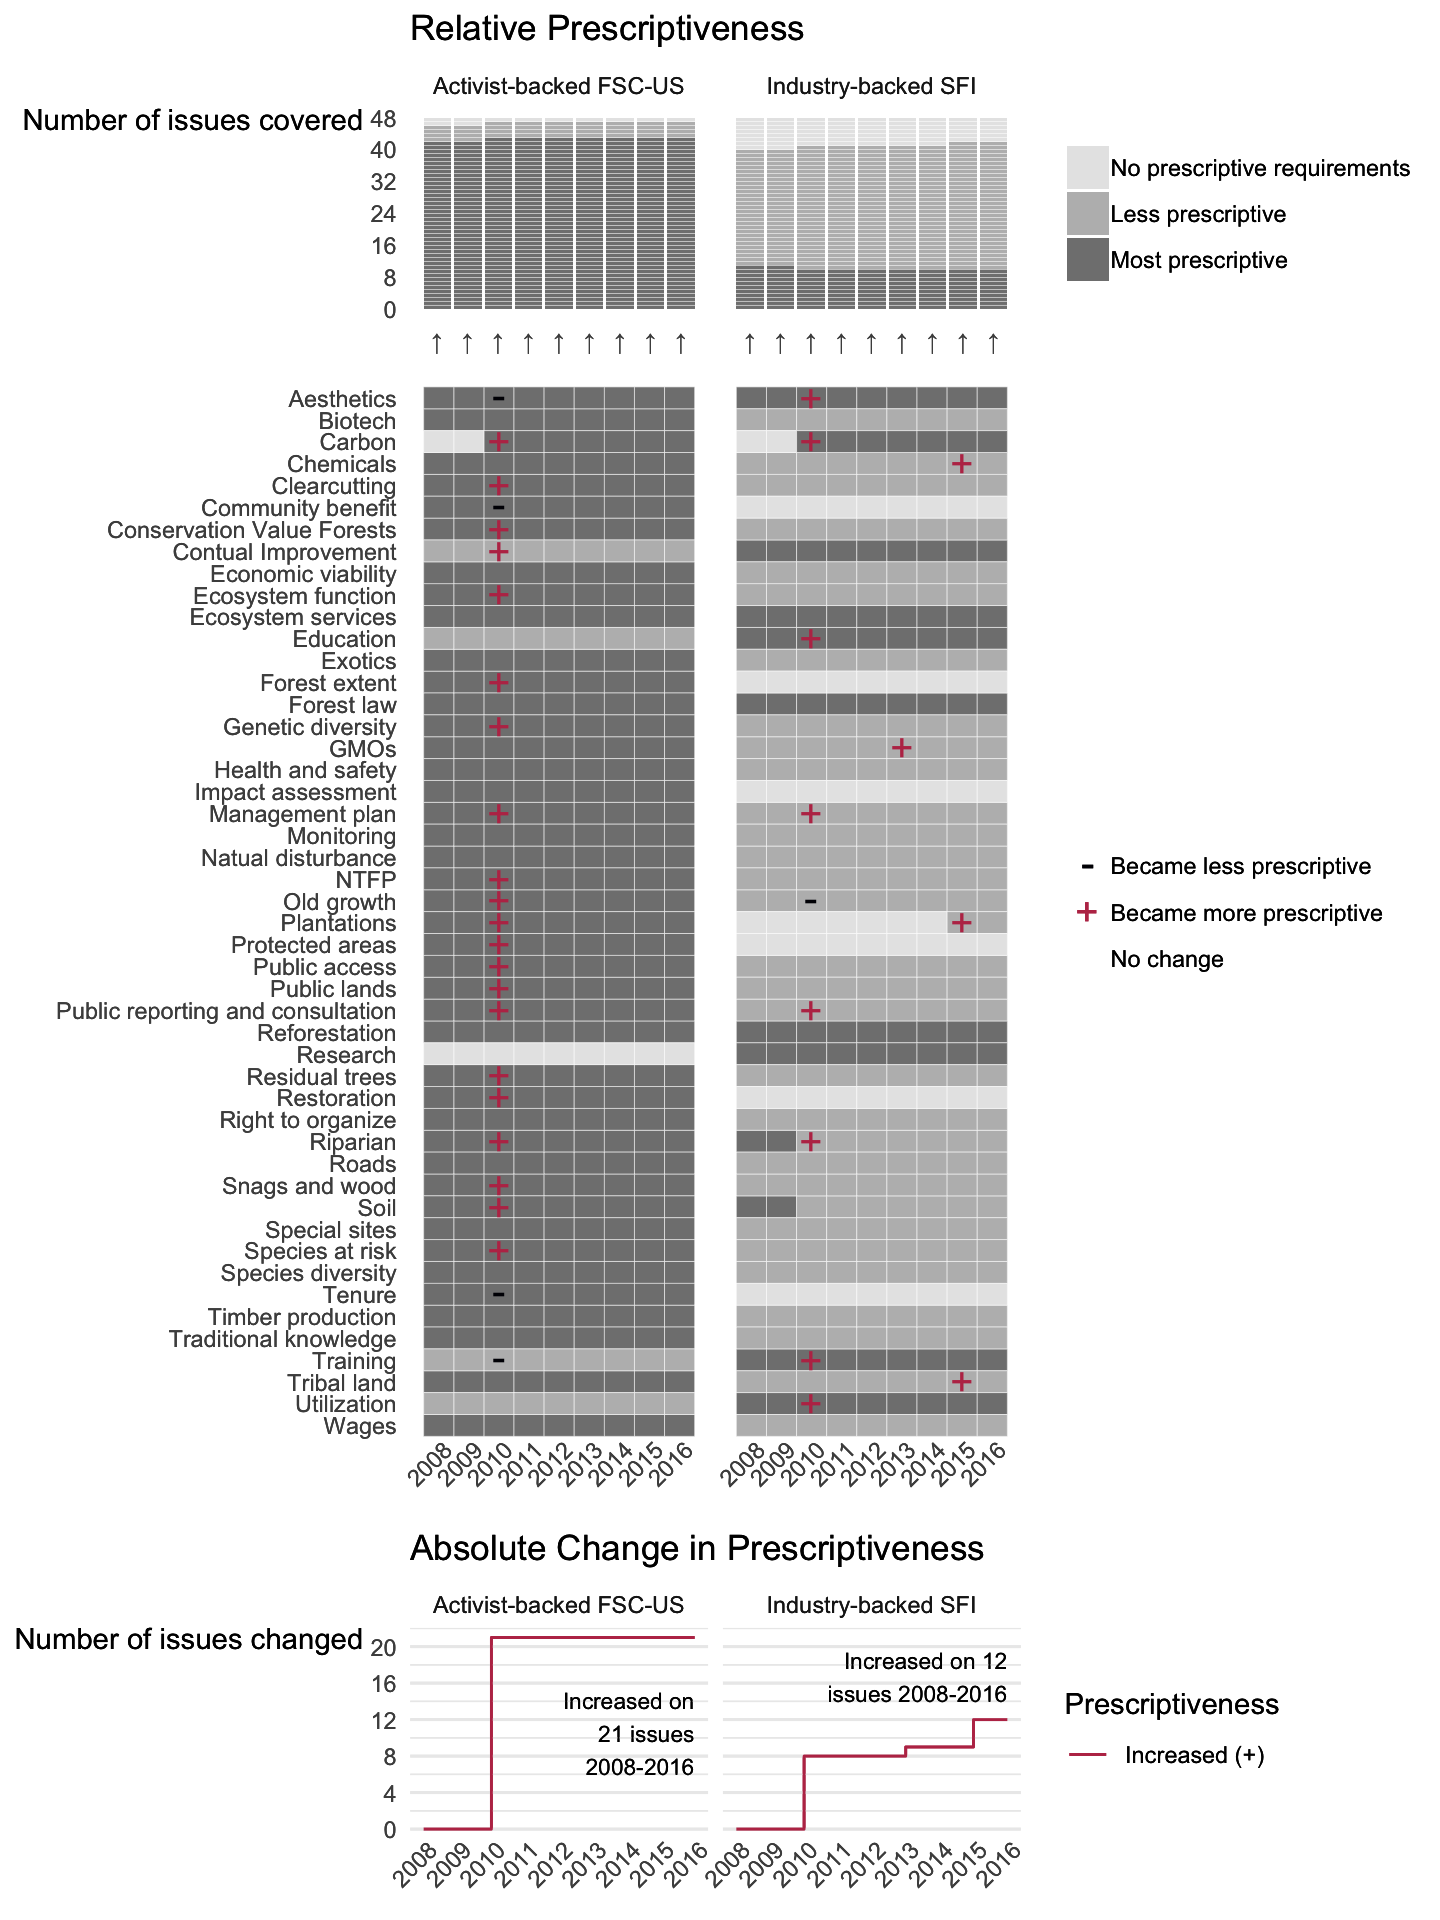 Relative Prescriptiveness
Activist-backed FSC-US
Industry-backed SFI
Number of issues covered
48
40
32
24
16
8
0
No prescriptive requirements
Less prescriptive
Most prescriptive
↑ ↑ ↑ ↑ ↑ ↑ ↑ ↑ ↑
↑ ↑ ↑ ↑ ↑ ↑ ↑ ↑ ↑
Aesthetics
Biotech
Carbon
Chemicals
Clearcutting
Community benefit
Conservation Value Forests
Contual Improvement
Economic viability
Ecosystem function
Ecosystem services
Education
Exotics
Forest extent
Forest law
Genetic diversity
GMOs
Health and safety
Impact assessment
Management plan
Monitoring
Natual disturbance
NTFP
Old growth
Plantations
Protected areas
Public access
Public lands
Public reporting and consultation
Reforestation
Research
Residual trees
Restoration
Right to organize
Riparian
Roads
Snags and wood
Soil
Special sites
Species at risk
Species diversity
Tenure
Timber production
Traditional knowledge
Training
Tribal land
Utilization
Wages
- Became less prescriptive
+ Became more prescriptive
No change
2008 2009 2010 2011 2012 2013 2014 2015 2016
2008 2009 2010 2011 2012 2013 2014 2015 2016
Absolute Change in Prescriptiveness
Activist-backed FSC-US
Industry-backed SFI
Number of issues changed
20
16
12
8
4
0
Increased on
21 issues
2008-2016
Increased on 12
issues 2008-2016
Prescriptiveness
Increased (+)
2008 2009 2010 2011 2012 2013 2014 2015 2016
2008 2009 2010 2011 2012 2013 2014 2015 2016